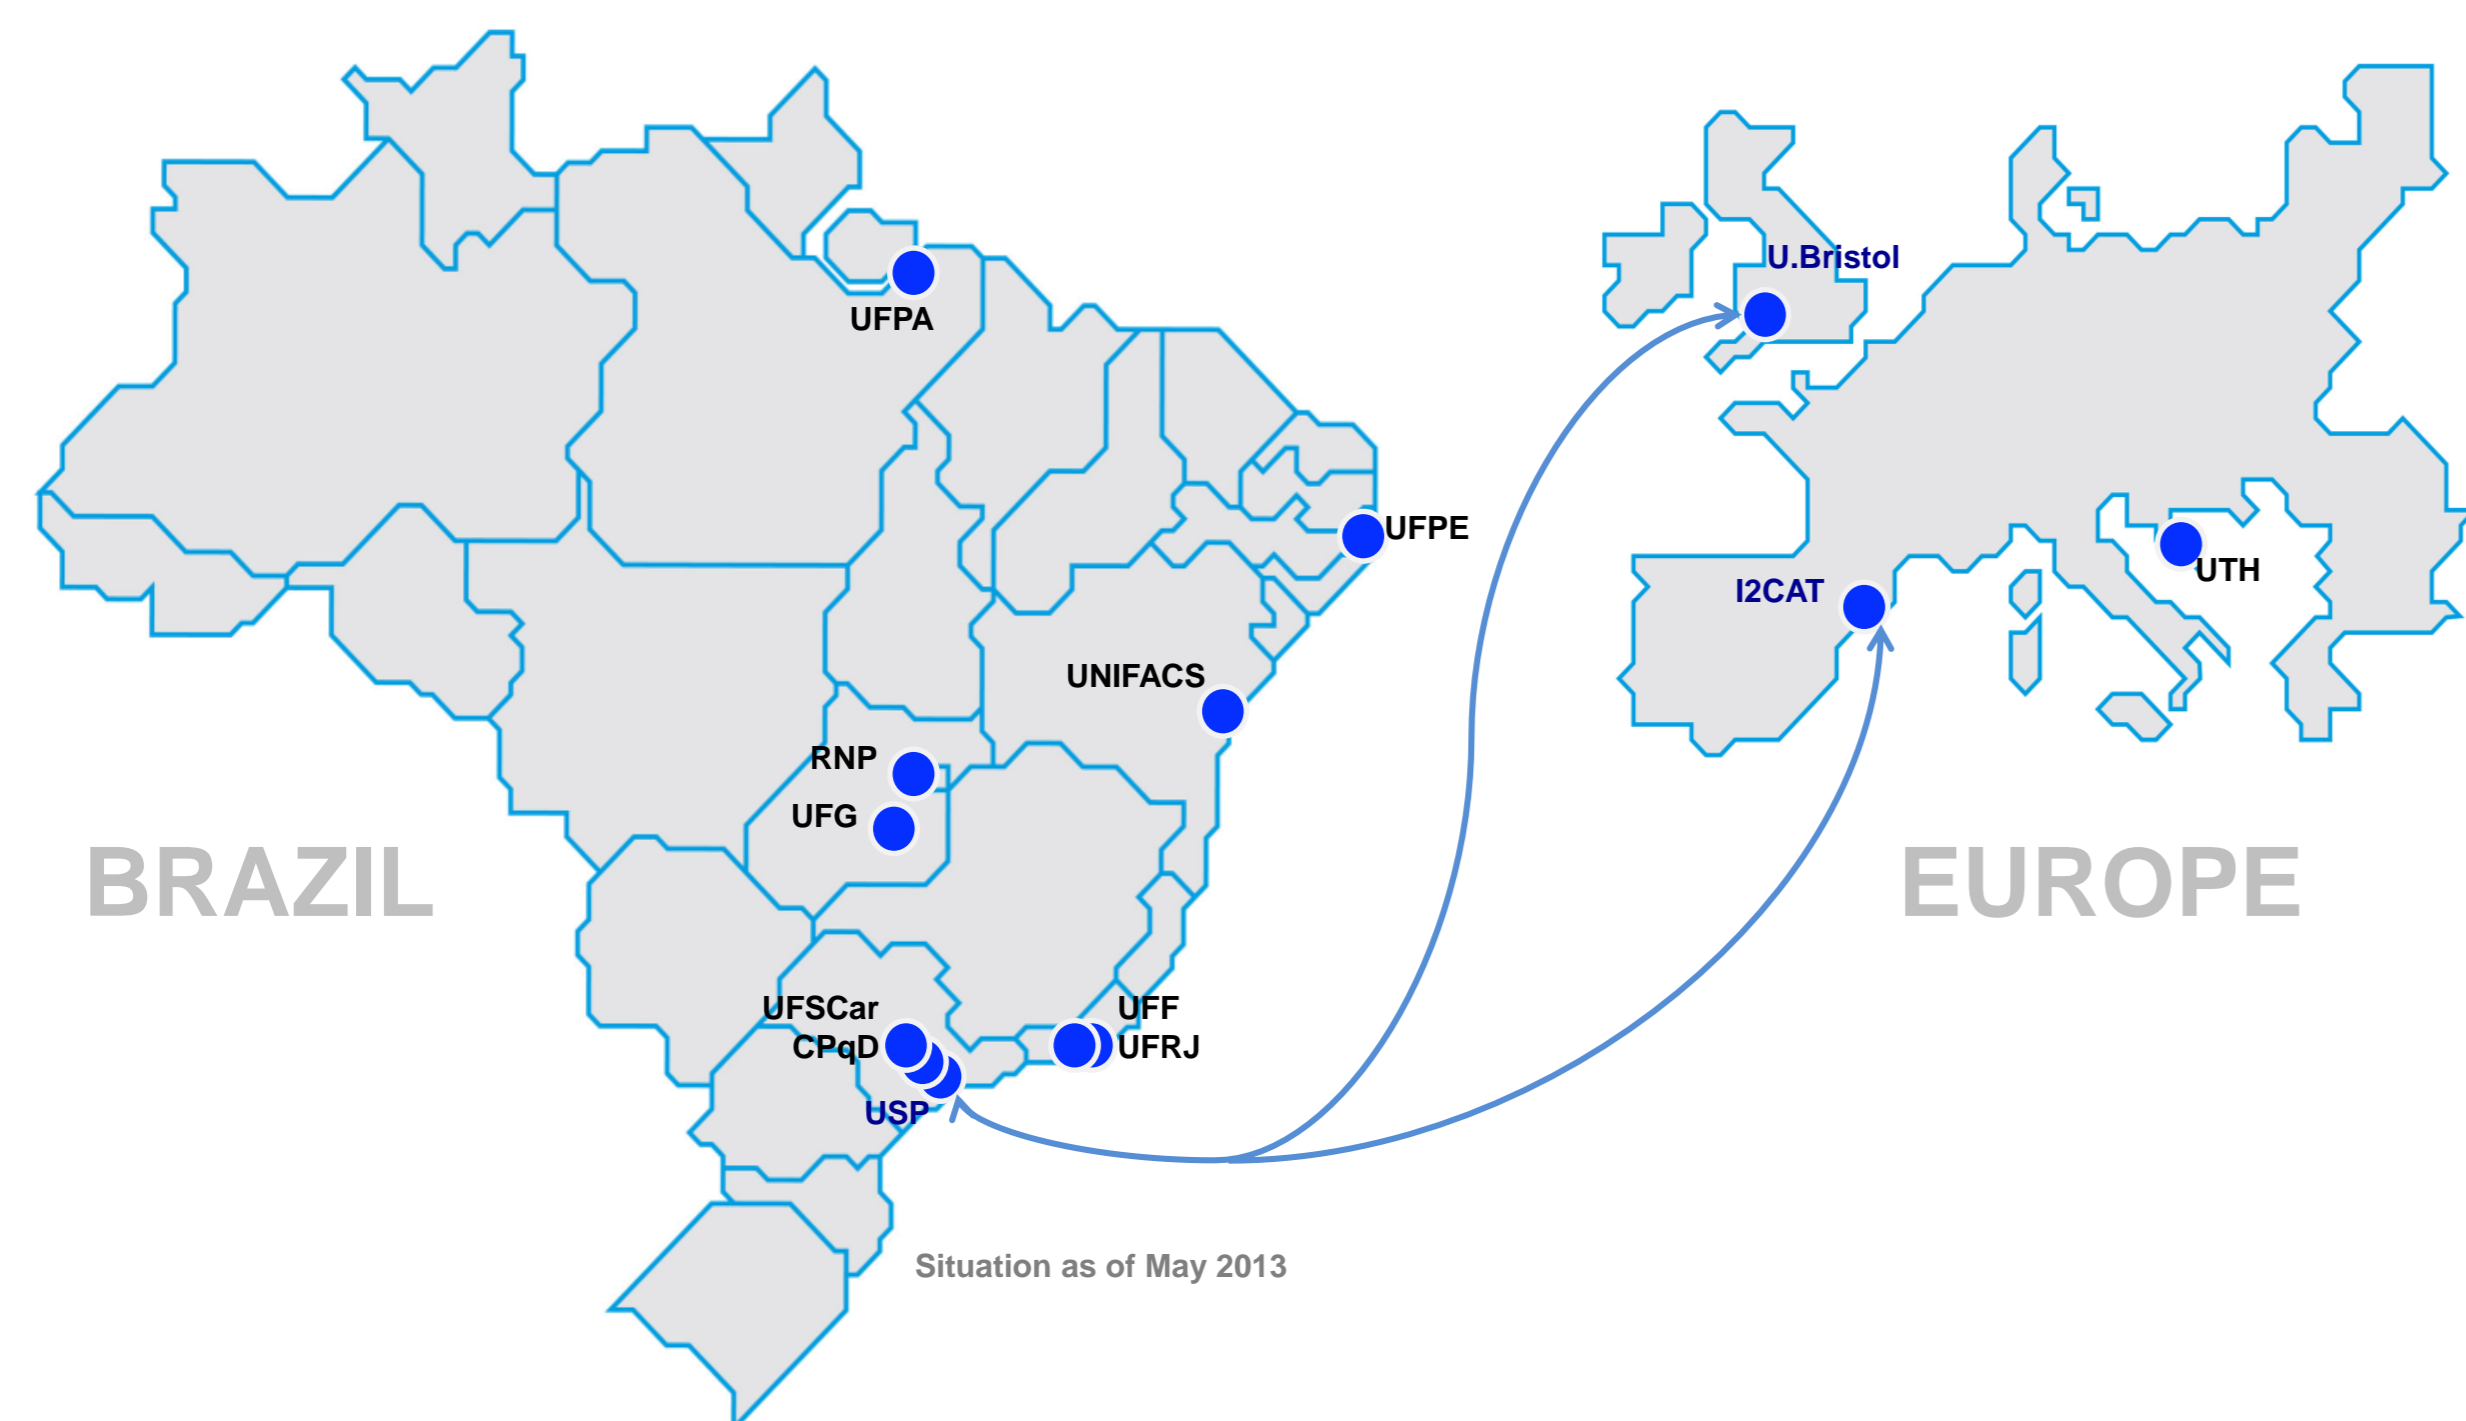 U.Bristol
UFPA
UFPE
UTH
I2CAT
UNIFACS
RNP
UFG
BRAZIL
EUROPE
UFSCar
UFF
CPqD
UFRJ
USP
Situation as of May 2013